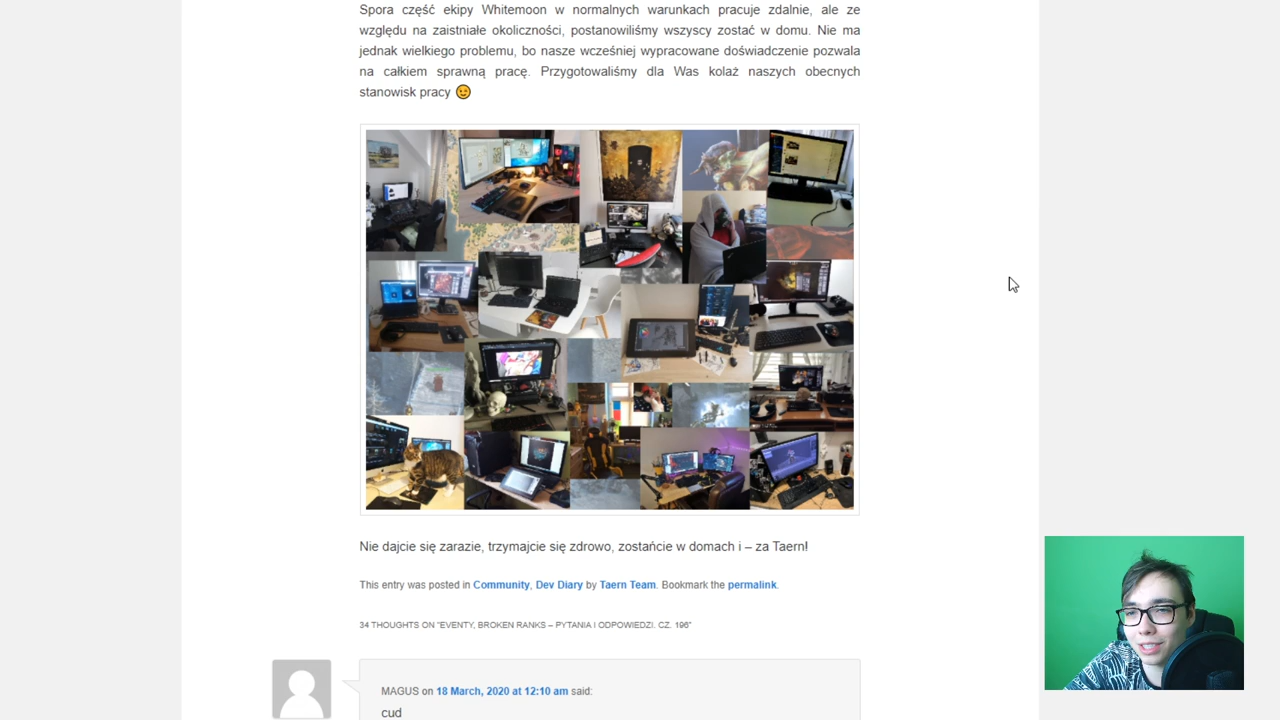 Spora część ekipy Whitemoon w normalnych warunkach pracuje zdalnie, ale ze
względu na zaistniałe okoliczności, postanowiliśmy wszyscy zostać w domu. Nie ma
jednak wielkiego problemu, bo nasze wcześniej wypracowane doświadczenie pozwala
na całkiem sprawną pracę. Przygotowaliśmy dla Was kolaż naszych obecnych
stanowisk pracy 😉
Nie dajcie się zarazie, trzymajcie się zdrowo, zostańcie w domach i – za Taern!
This entry was posted in Community, Dev Diary by Taern Team. Bookmark the permalink.
34 THOUGHTS ON "EVENTY, BROKEN RANKS – PYTANIA I ODPOWIEDZI. CZ. 196"
MAGUS on 18 March, 2020 at 12:10 am said:
cud